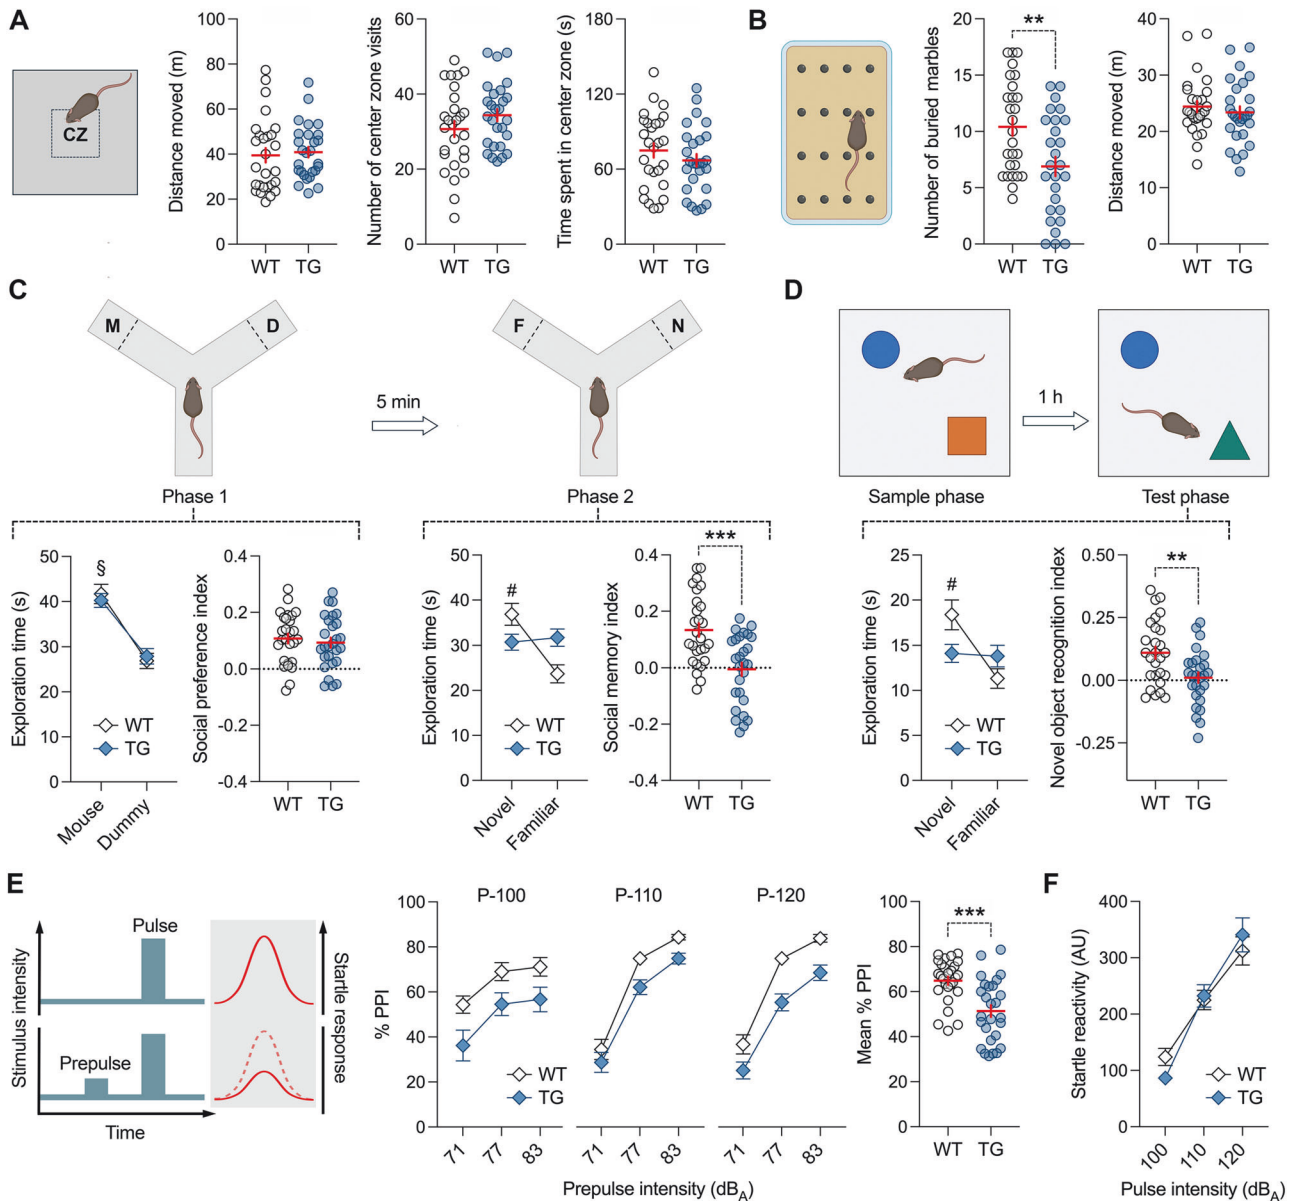 A
CZ
Distance moved (m)
100
80
60
40
20
0
WT TG
Number of center zone visits
60
40
20
0
WT TG
Time spent in center zone (s)
180
120
60
0
WT TG
B
Number of buried marbles
20
15
10
5
0
**
WT TG
Distance moved (m)
40
30
20
10
0
WT TG
C
M D
5 min
F N
Phase 1
Phase 2
Exploration time (s)
50
40
30
20
10
0
§
WT
TG
Mouse
Dummy
Social preference index
0.4
0.2
0.0
-0.2
-0.4
WT TG
Exploration time (s)
50
40
30
20
10
0
#
WT
TG
Novel
Familiar
Social memory index
0.4
0.2
0.0
-0.2
-0.4
***
WT TG
D
1 h
Sample phase
Test phase
Exploration time (s)
25
20
15
10
5
0
#
WT
TG
Novel
Familiar
Novel object recognition index
0.50
0.25
0.00
-0.25
**
WT TG
E
Stimulus intensity
Pulse
Prepulse
Time
Startle response
% PPI
100
80
60
40
20
0
P-100
P-110
P-120
WT
TG
71 77 83
71 77 83
71 77 83
Prepulse intensity (dBA)
Mean % PPI
100
80
60
40
20
0
***
WT TG
F
Startle reactivity (AU)
400
300
200
100
0
WT
TG
100 110 120
Pulse intensity (dBA)